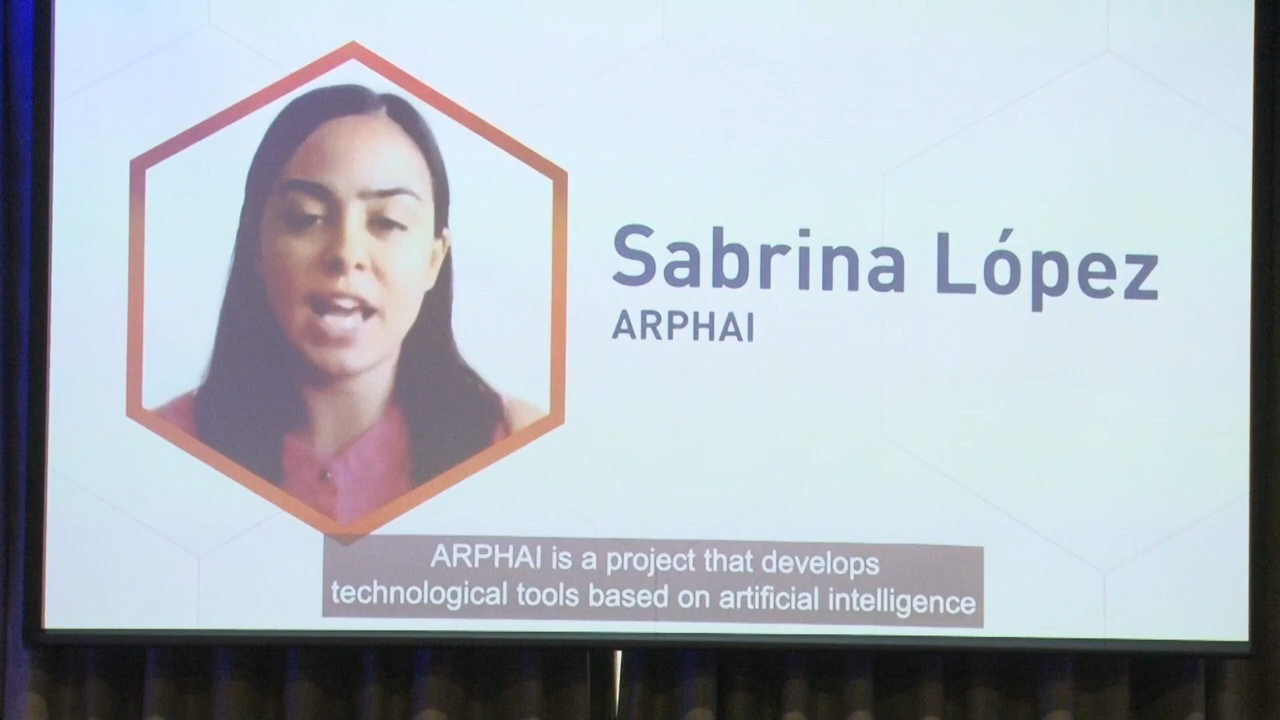 Sabrina López
ARPHAI
ARPHAI is a project that develops
technological tools based on artificial intelligence